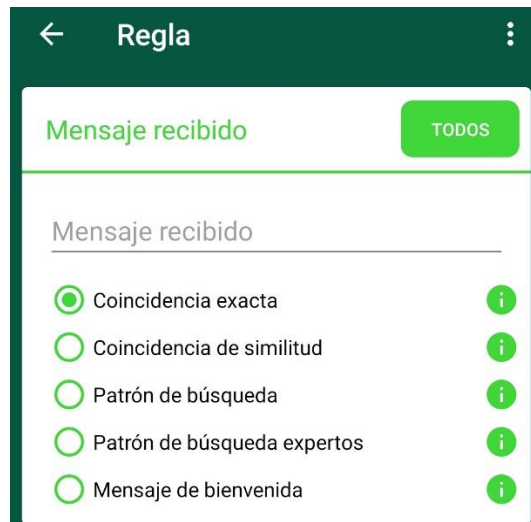 Regla
Mensaje recibido
TODOS
Mensaje recibido
Coincidencia exacta
Coincidencia de similitud
Patrón de búsqueda
Patrón de búsqueda expertos
Mensaje de bienvenida